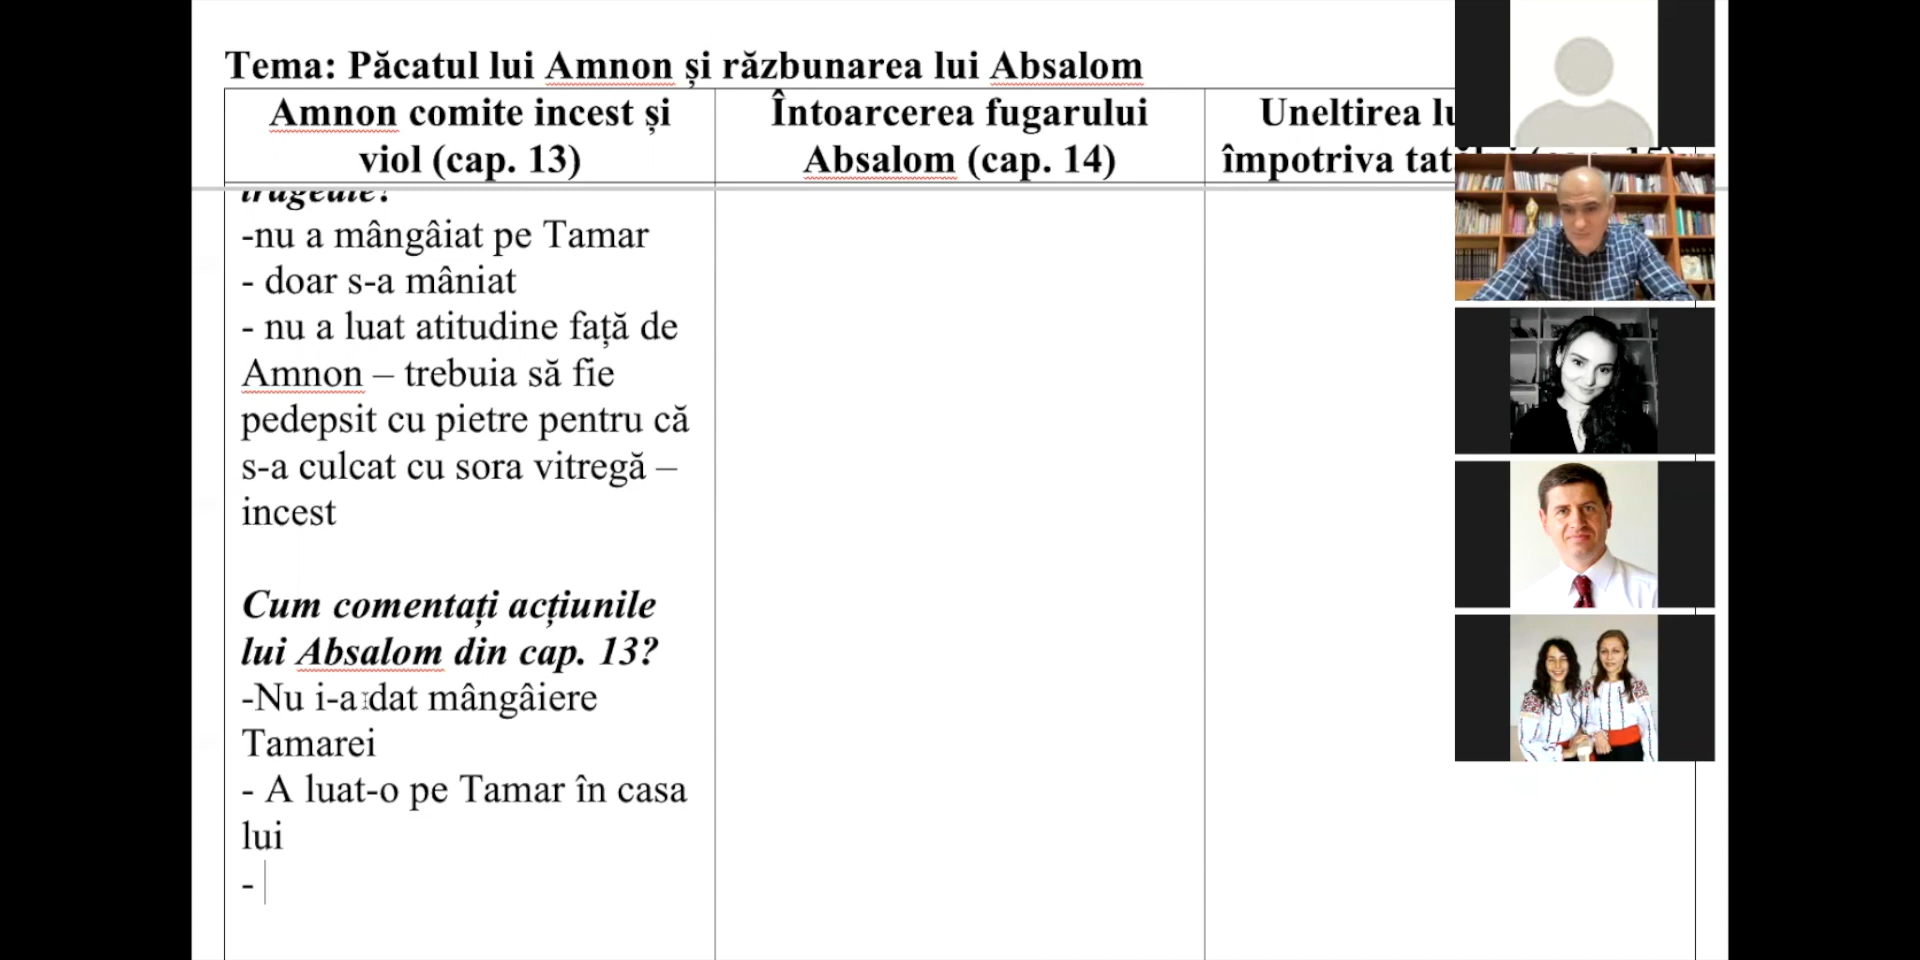 Tema: Păcatul lui Amnon și răzbunarea lui Absalom
Amnon comite incest și
viol (cap. 13)
Întoarcerea fugarului
Absalom (cap. 14)
Uneltirea
împotriva
-nu a mângâiat pe Tamar
- doar s-a mâniat
- nu a luat atitudine față de
Amnon – trebuia să fie
pedepsit cu pietre pentru că
s-a culcat cu sora vitregă –
incest
Cum comentați acțiunile
lui Absalom din cap. 13?
-Nu i-a dat mângâiere
Tamarei
- A luat-o pe Tamar în casa
lui
-